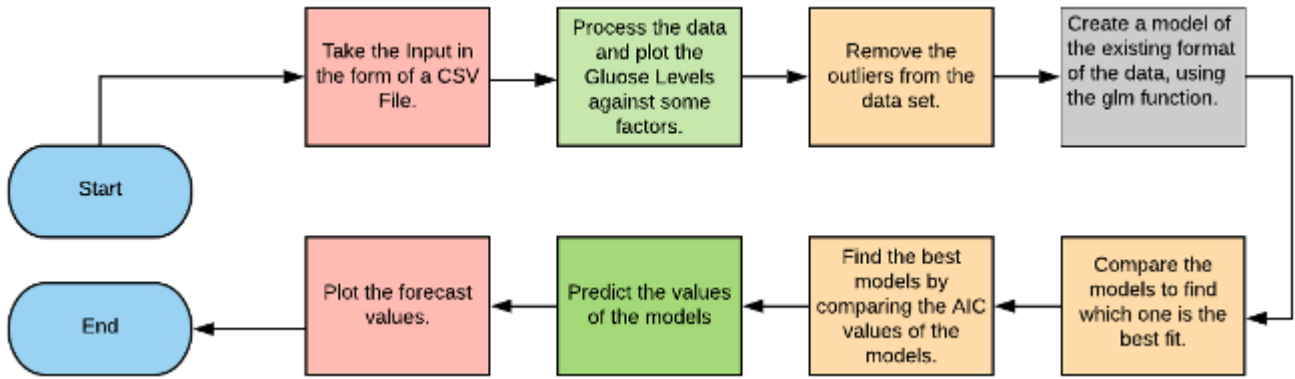 Start
Take the Input in
the form of a CSV
File.
Process the data
and plot the
Gluose Levels
against some
factors.
Remove the
outliers from the
data set.
Create a model of
the existing format
of the data, using
the glm function.
Compare the
models to find
which one is the
best fit.
Find the best
models by
comparing the AIC
values of the
models.
Predict the values
of the models
Plot the forecast
values.
End